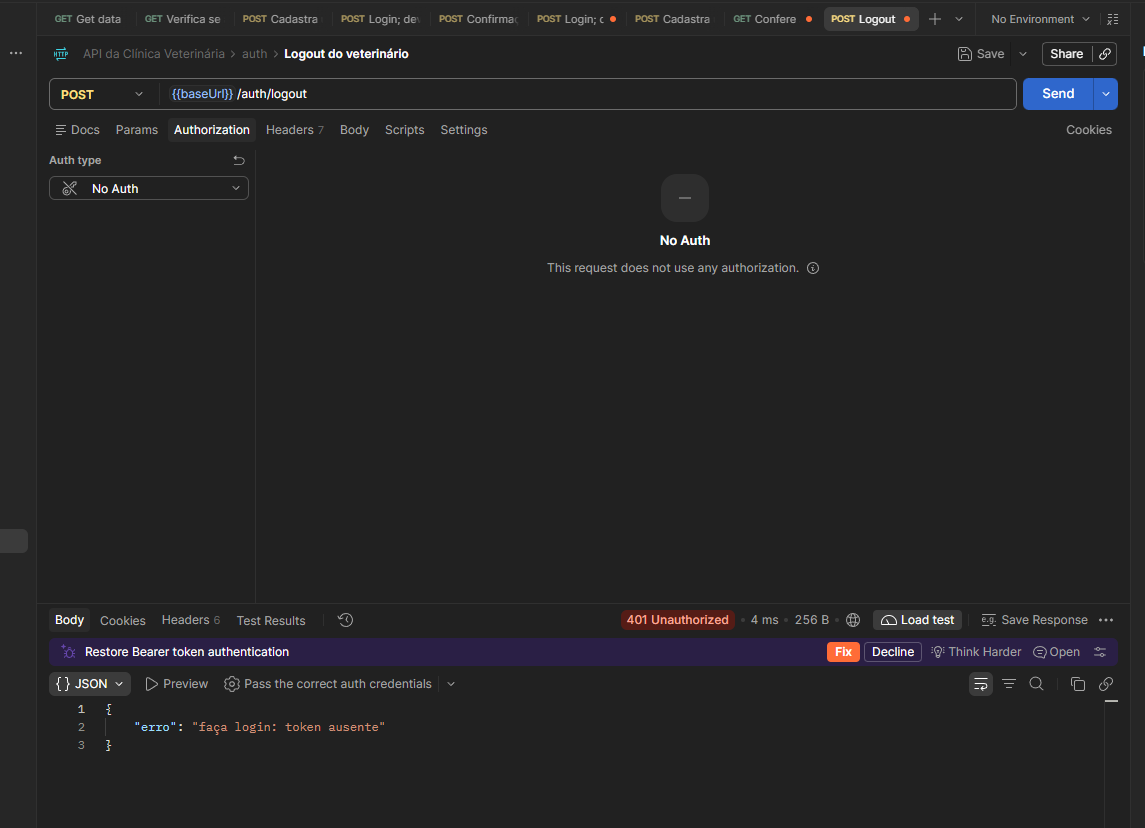 GET Get data GET Verifica se POST Cadastra POST Login; de POST Confirma POST Login; c POST Cadastra GET Confere POST Logout No Environment
API da Clínica Veterinária > auth > Logout do veterinário Save Share
POST {{baseUrl}} /auth/logout Send
Docs Params Authorization Headers 7 Body Scripts Settings Cookies
Auth type
No Auth
No Auth
This request does not use any authorization.
Body Cookies Headers 6 Test Results 401 Unauthorized • 4 ms • 256 B • Load test e.g. Save Response
Restore Bearer token authentication Fix Decline Think Harder Open
{} JSON Preview Pass the correct auth credentials
1 {
2 "erro": "faça login: token ausente"
3 }